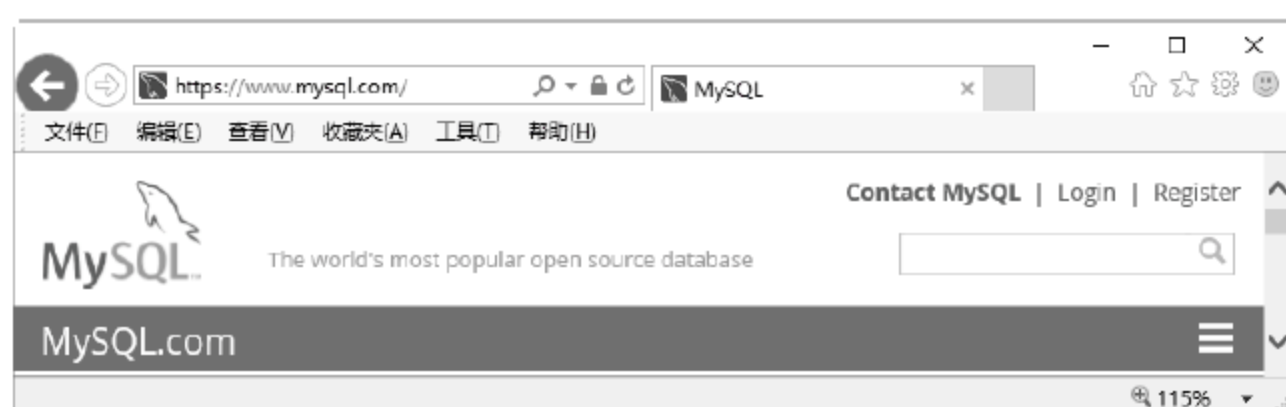 https://www.mysql.com/
MySQL
文件(F) 编辑(E) 查看(V) 收藏夹(A) 工具(T) 帮助(H)
Contact MySQL | Login | Register
MySQL™
The world's most popular open source database
MySQL.com
115%